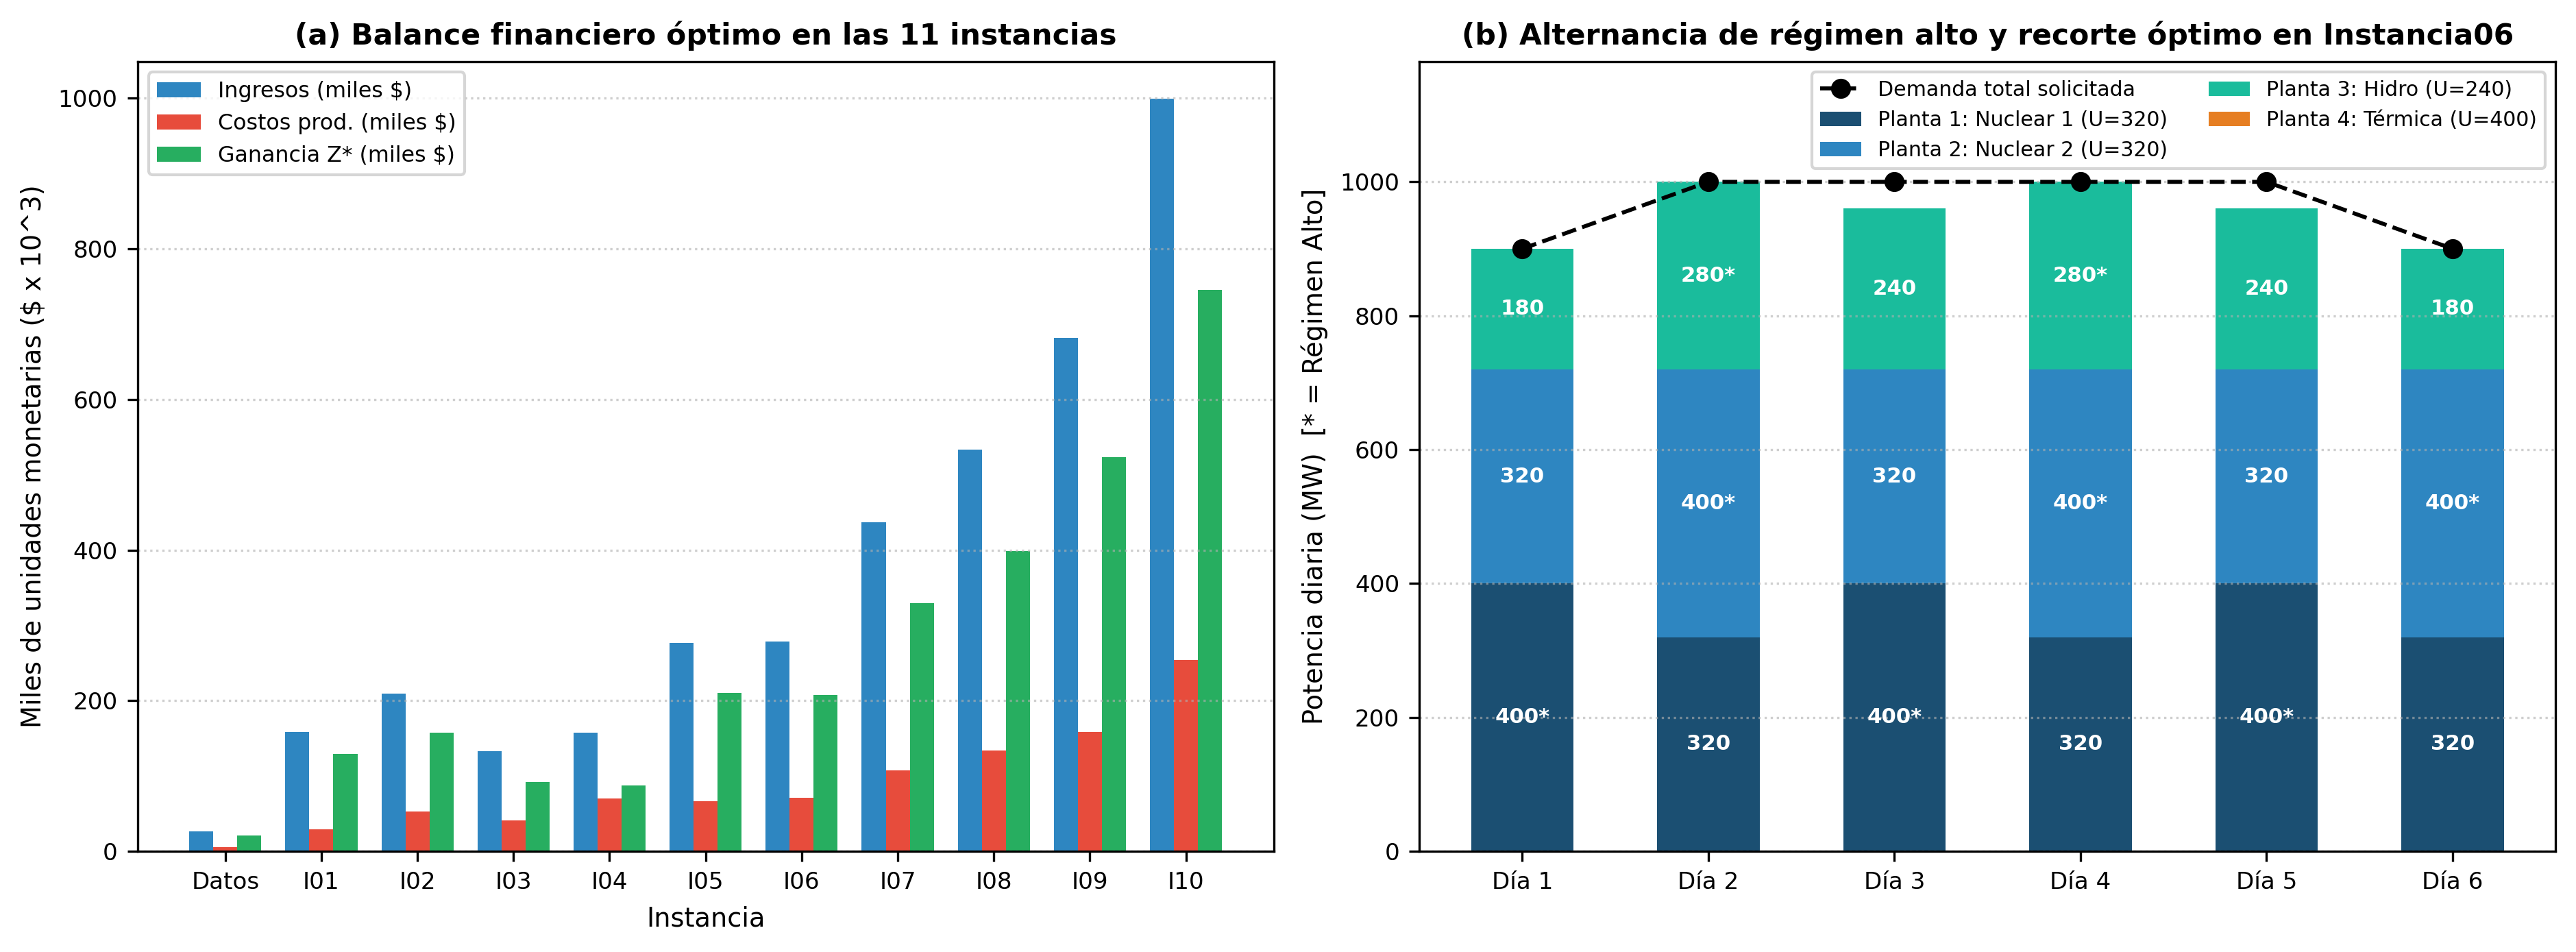 (a) Balance financiero óptimo en las 11 instancias
Ingresos (miles $)
Costos prod. (miles $)
Ganancia Z* (miles $)
Miles de unidades monetarias ($ x 10^3)
1000
800
600
400
200
0
Datos I01 I02 I03 I04 I05 I06 I07 I08 I09 I10
Instancia
(b) Alternancia de régimen alto y recorte óptimo en Instancia06
Demanda total solicitada
Planta 1: Nuclear 1 (U=320)
Planta 2: Nuclear 2 (U=320)
Planta 3: Hidro (U=240)
Planta 4: Térmica (U=400)
Potencia diaria (MW) [* = Régimen Alto]
1000
800
600
400
200
0
180 280* 240 280* 240 180
320 400* 320 400* 320 400*
400* 320 400* 320 400* 320
Día 1 Día 2 Día 3 Día 4 Día 5 Día 6